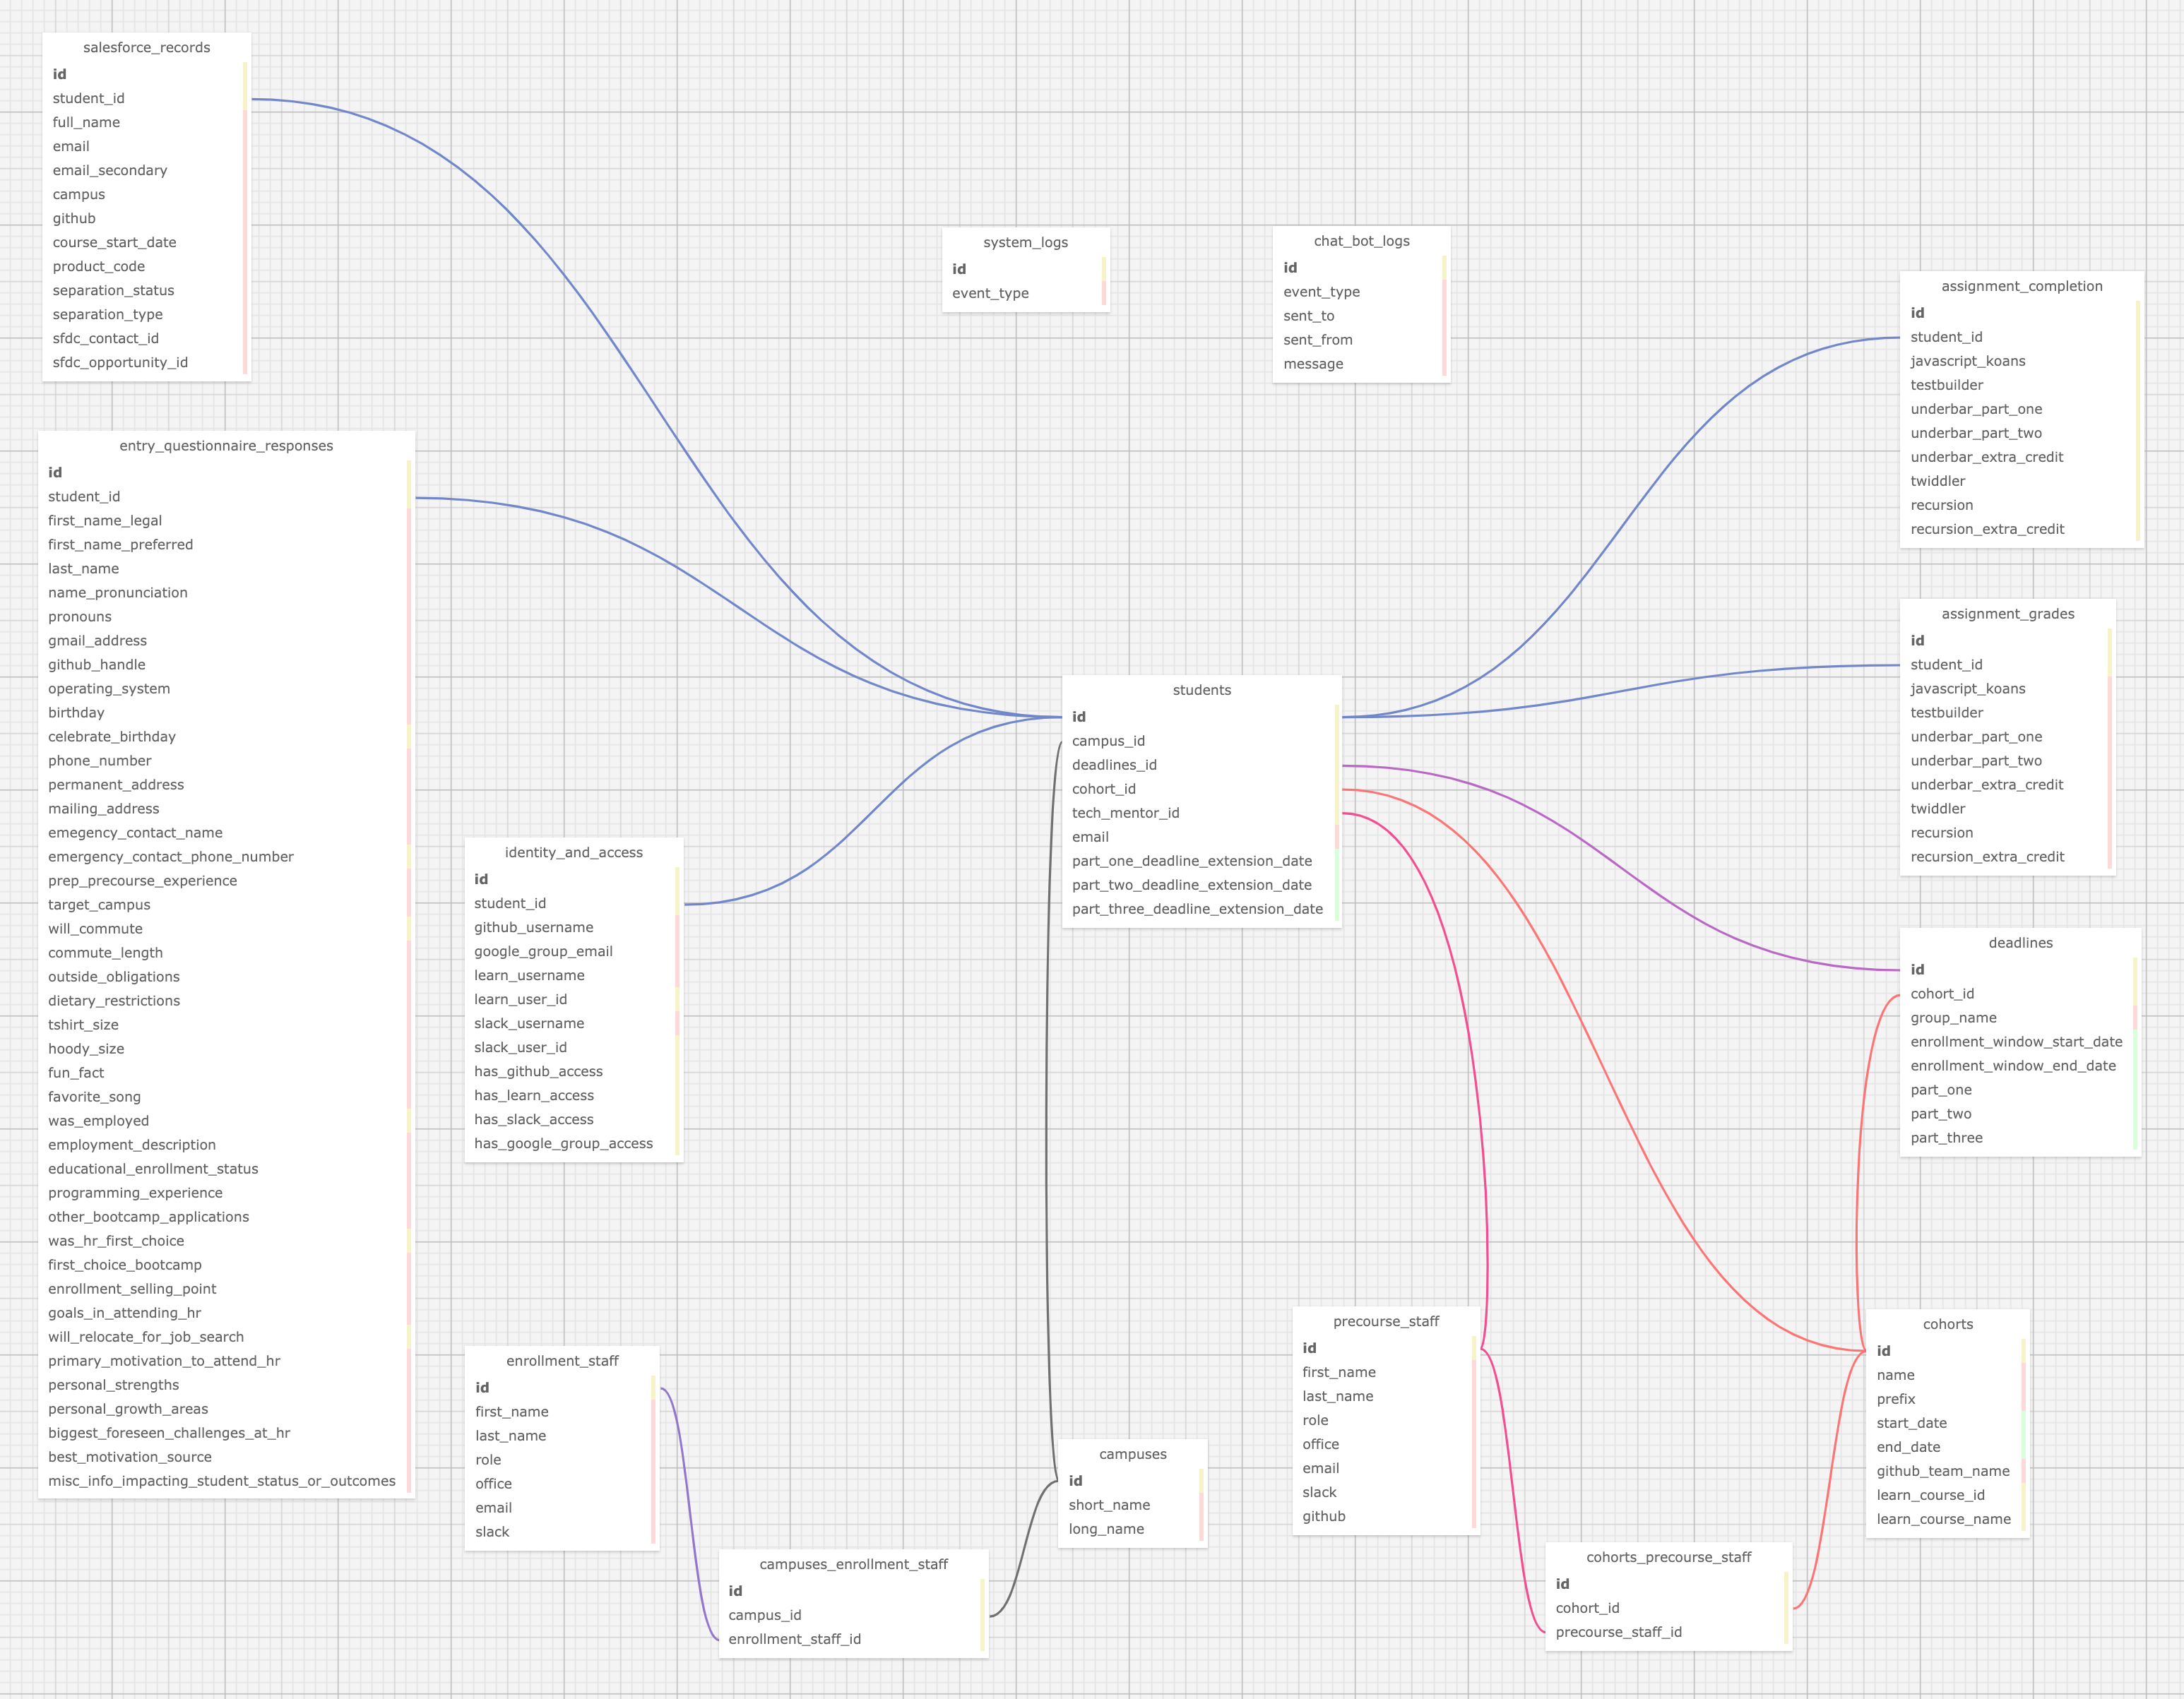 salesforce_records
id
student_id
full_name
email
email_secondary
campus
github
course_start_date
product_code
separation_status
separation_type
sfdc_contact_id
sfdc_opportunity_id
entry_questionnaire_responses
id
student_id
first_name_legal
first_name_preferred
last_name
name_pronunciation
pronouns
gmail_address
github_handle
operating_system
birthday
celebrate_birthday
phone_number
permanent_address
mailing_address
emegency_contact_name
emergency_contact_phone_number
prep_precourse_experience
target_campus
will_commute
commute_length
outside_obligations
dietary_restrictions
tshirt_size
hoody_size
fun_fact
favorite_song
was_employed
employment_description
educational_enrollment_status
programming_experience
other_bootcamp_applications
was_hr_first_choice
first_choice_bootcamp
enrollment_selling_point
goals_in_attending_hr
will_relocate_for_job_search
primary_motivation_to_attend_hr
personal_strengths
personal_growth_areas
biggest_foreseen_challenges_at_hr
best_motivation_source
misc_info_impacting_student_status_or_outcomes
identity_and_access
id
student_id
github_username
google_group_email
learn_username
learn_user_id
slack_username
slack_user_id
has_github_access
has_learn_access
has_slack_access
has_google_group_access
enrollment_staff
id
first_name
last_name
role
office
email
slack
campuses_enrollment_staff
id
campus_id
enrollment_staff_id
system_logs
id
event_type
chat_bot_logs
id
event_type
sent_to
sent_from
message
students
id
campus_id
deadlines_id
cohort_id
tech_mentor_id
email
part_one_deadline_extension_date
part_two_deadline_extension_date
part_three_deadline_extension_date
campuses
id
short_name
long_name
precourse_staff
id
first_name
last_name
role
office
email
slack
github
cohorts_precourse_staff
id
cohort_id
precourse_staff_id
assignment_completion
id
student_id
javascript_koans
testbuilder
underbar_part_one
underbar_part_two
underbar_extra_credit
twiddler
recursion
recursion_extra_credit
assignment_grades
id
student_id
javascript_koans
testbuilder
underbar_part_one
underbar_part_two
underbar_extra_credit
twiddler
recursion
recursion_extra_credit
deadlines
id
cohort_id
group_name
enrollment_window_start_date
enrollment_window_end_date
part_one
part_two
part_three
cohorts
id
name
prefix
start_date
end_date
github_team_name
learn_course_id
learn_course_name